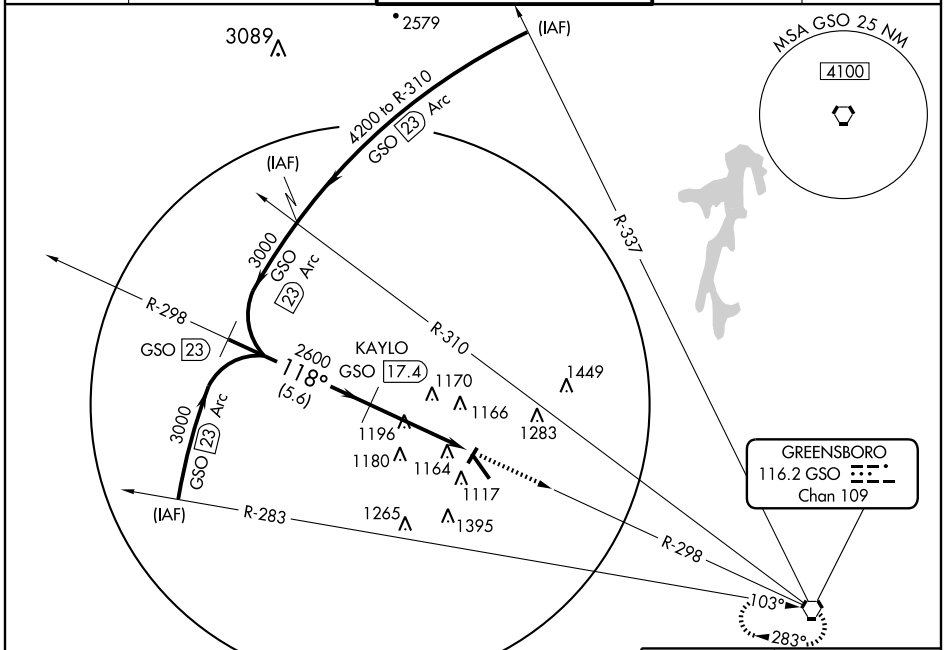 3089
2579
(IAF)
MSA GSO 25 NM
4100
4200 to R-310
GSO 23 Arc
(IAF)
R-337
3000
GSO
23 Arc
R-298
R-310
GSO 23
2600
118°
(5.6)
KAYLO
GSO 17.4
1170
1166
1449
1283
1196
1180
1164
1117
3000
GSO 23 Arc
(IAF)
R-283
1265
1395
R-298
GREENSBORO
116.2 GSO
Chan 109
103°
283°